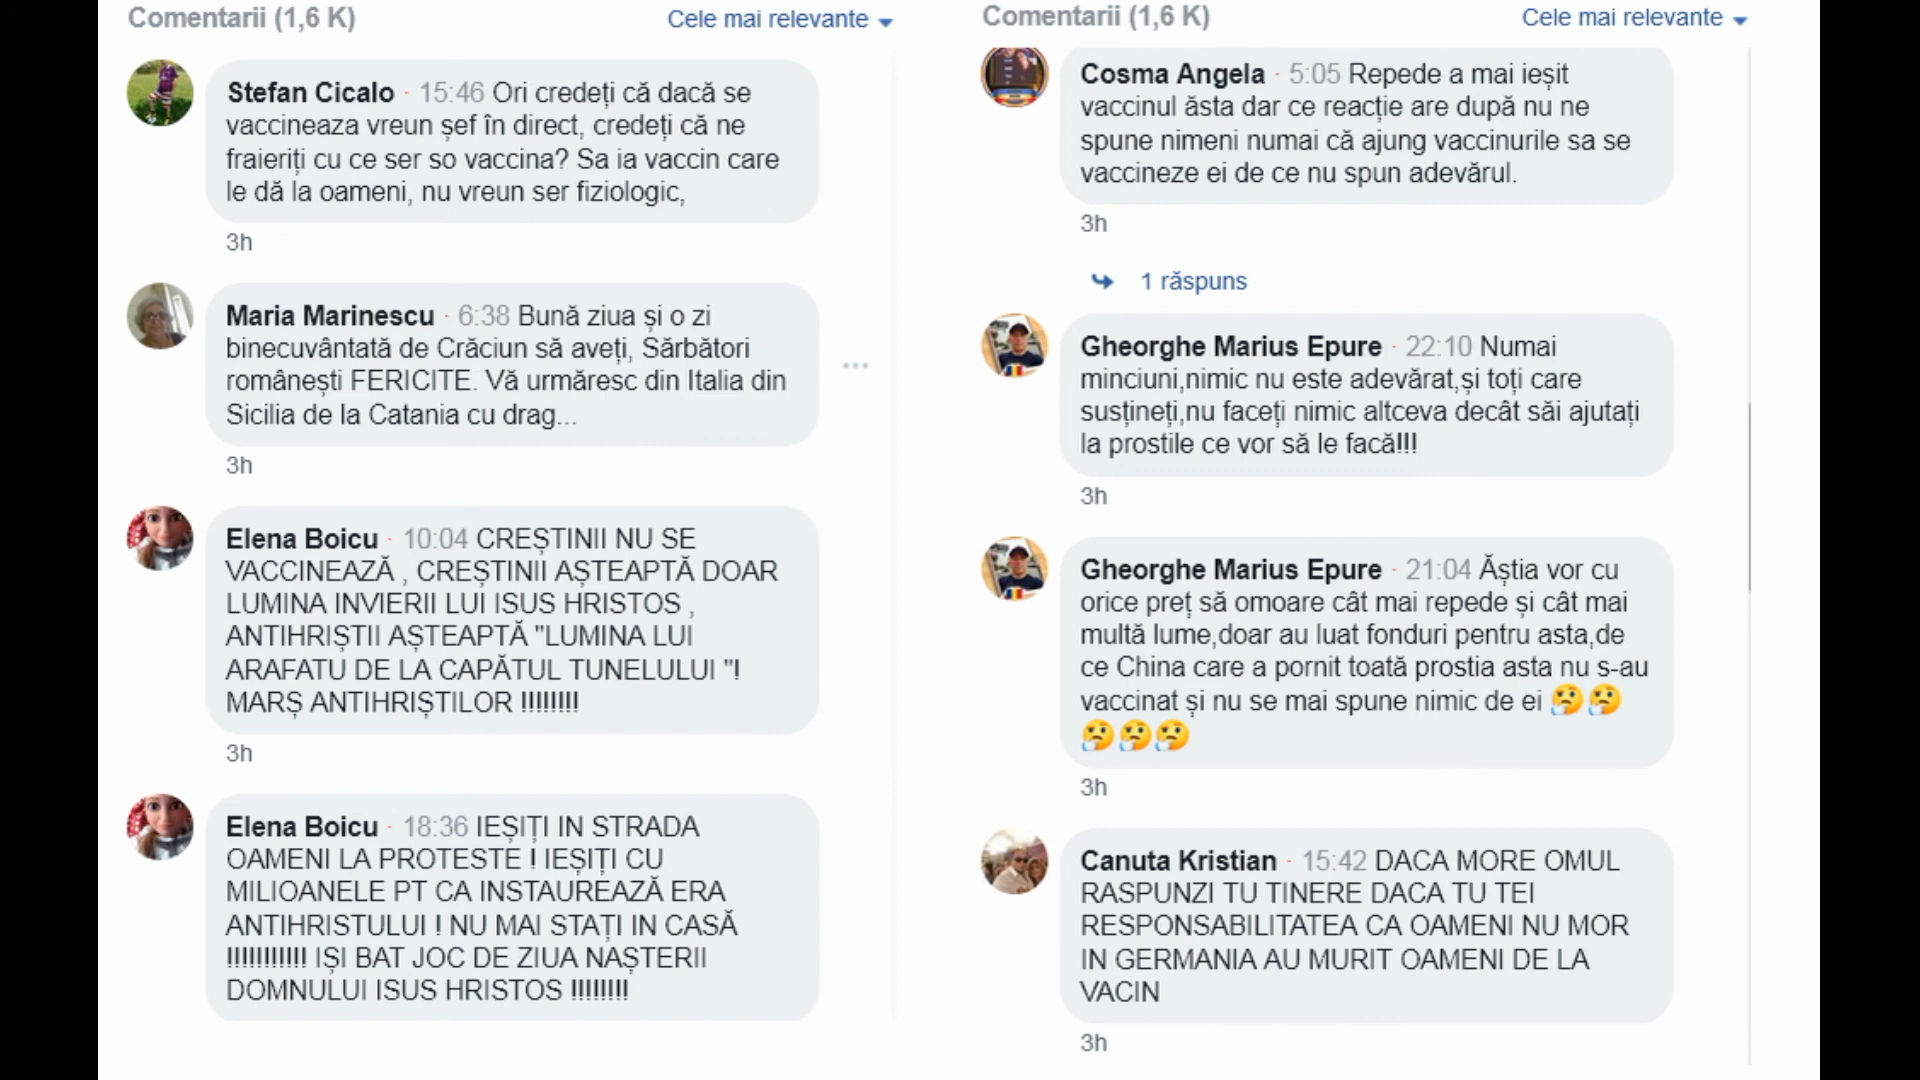 Comentarii (1,6 K)
Cele mai relevante
Stefan Cicalo · 15:46 Ori credeți că dacă se
vaccineaza vreun șef în direct, credeți că ne
fraieriți cu ce ser so vaccina? Sa ia vaccin care
le dă la oameni, nu vreun ser fiziologic,
3h
Maria Marinescu · 6:38 Bună ziua și o zi
binecuvântată de Crăciun să aveți, Sărbători
românești FERICITE. Vă urmăresc din Italia din
Sicilia de la Catania cu drag...
3h
Elena Boicu · 10:04 CREȘTINII NU SE
VACCINEAZĂ , CREȘTINII AȘTEAPTĂ DOAR
LUMINA INVIERII LUI ISUS HRISTOS ,
ANTIHRIȘTII AȘTEAPTĂ "LUMINA LUI
ARAFATU DE LA CAPĂTUL TUNELULUI "!
MARȘ ANTIHRIȘTILOR !!!!!!!!
3h
Elena Boicu · 18:36 IEȘIȚI IN STRADA
OAMENI LA PROTESTE ! IEȘIȚI CU
MILIOANELE PT CA INSTAUREAZĂ ERA
ANTIHRISTULUI ! NU MAI STAȚI IN CASĂ
!!!!!!!!!!! IȘI BAT JOC DE ZIUA NAȘTERII
DOMNULUI ISUS HRISTOS !!!!!!!!
Comentarii (1,6 K)
Cele mai relevante
Cosma Angela · 5:05 Repede a mai ieșit
vaccinul ăsta dar ce reacție are după nu ne
spune nimeni numai că ajung vaccinurile sa se
vaccineze ei de ce nu spun adevărul.
3h
1 răspuns
Gheorghe Marius Epure · 22:10 Numai
minciuni,nimic nu este adevărat,și toți care
susțineți,nu faceți nimic altceva decât săi ajutați
la prostile ce vor să le facă!!!
3h
Gheorghe Marius Epure · 21:04 Ăștia vor cu
orice preț să omoare cât mai repede și cât mai
multă lume,doar au luat fonduri pentru asta,de
ce China care a pornit toată prostia asta nu s-au
vaccinat și nu se mai spune nimic de ei 🤔🤔
🤔🤔🤔
3h
Canuta Kristian · 15:42 DACA MORE OMUL
RASPUNZI TU TINERE DACA TU TEI
RESPONSABILITATEA CA OAMENI NU MOR
IN GERMANIA AU MURIT OAMENI DE LA
VACIN
3h